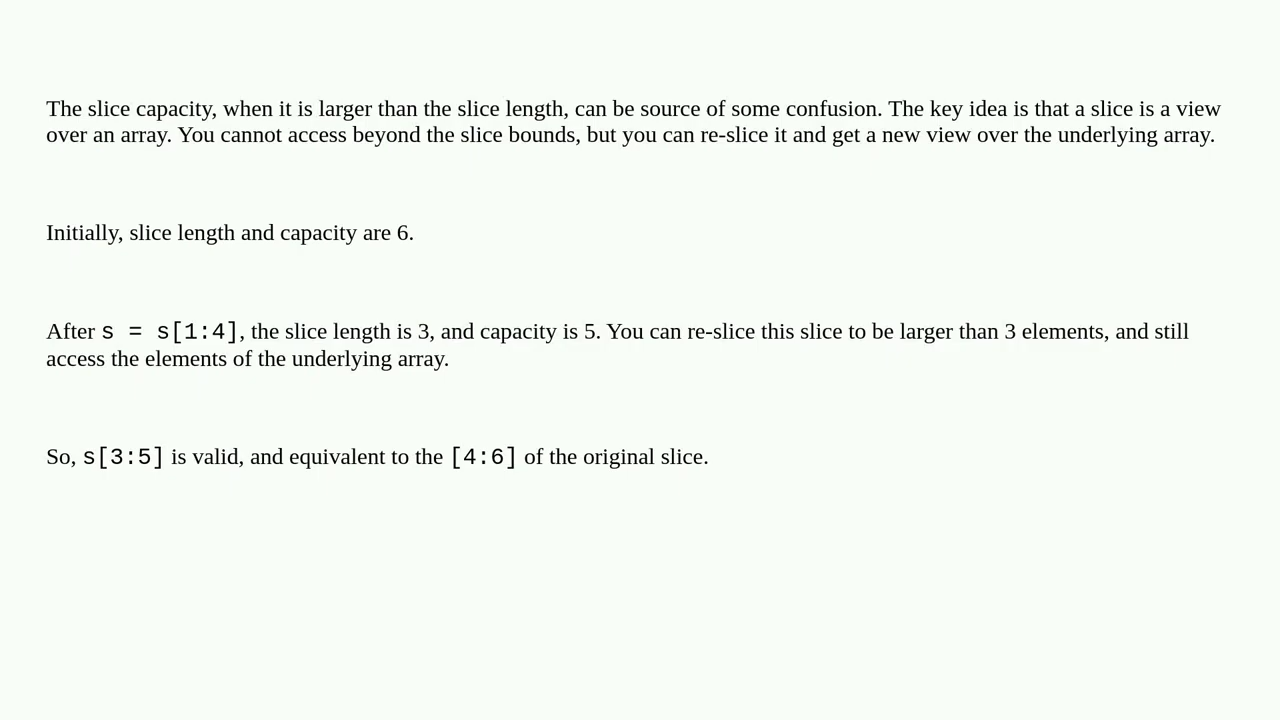 The slice capacity, when it is larger than the slice length, can be source of some confusion. The key idea is that a slice is a view
over an array. You cannot access beyond the slice bounds, but you can re-slice it and get a new view over the underlying array.
Initially, slice length and capacity are 6.
After s = s[1:4], the slice length is 3, and capacity is 5. You can re-slice this slice to be larger than 3 elements, and still
access the elements of the underlying array.
So, s[3:5] is valid, and equivalent to the [4:6] of the original slice.